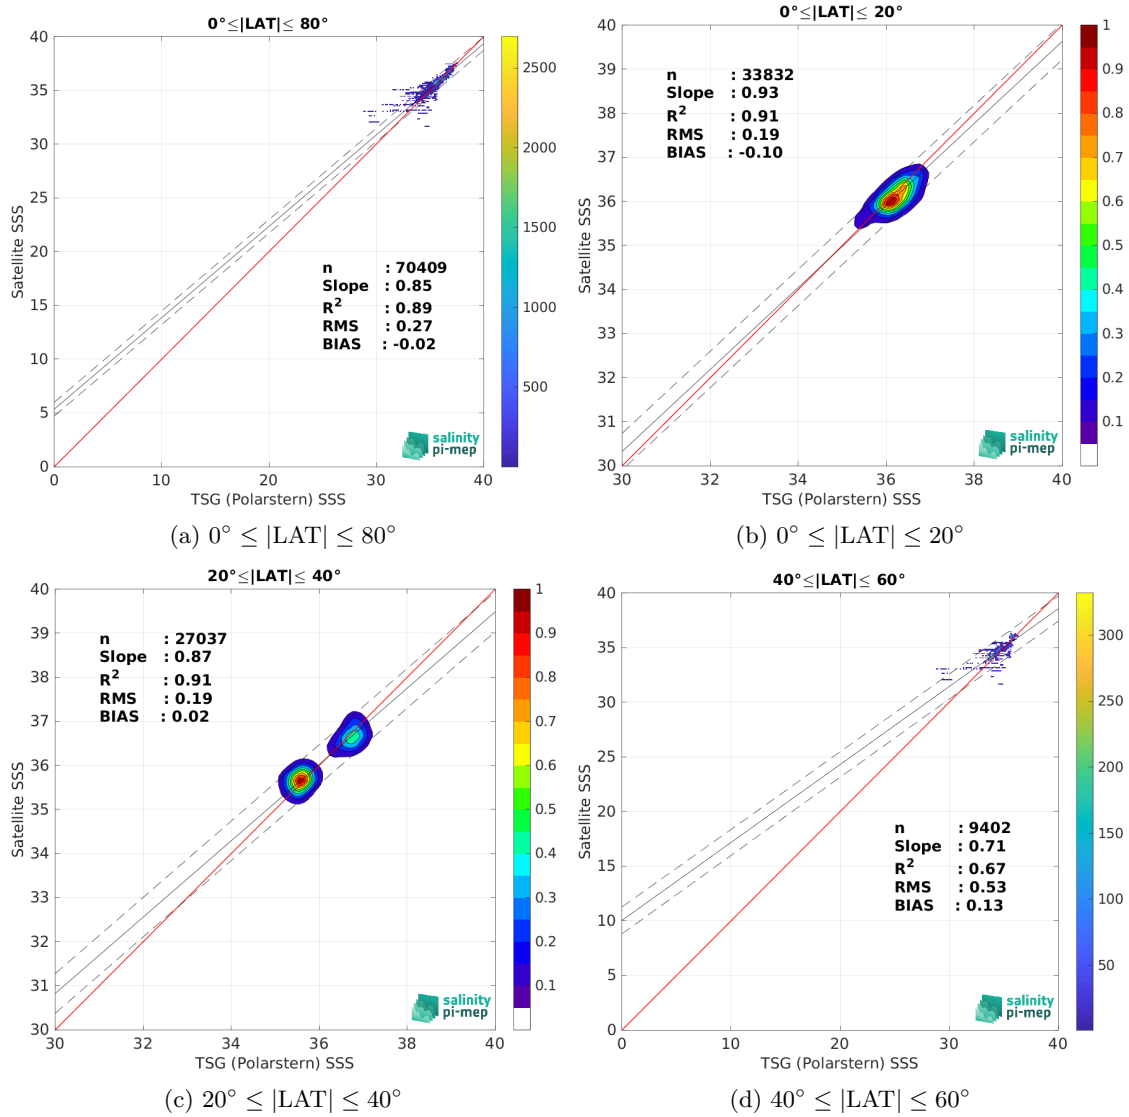 0°≤|LAT|≤ 80°
40
35
30
25
20
15
10
5
0
0 10 20 30 40
Satellite SSS
TSG (Polarstern) SSS
n : 70409
Slope : 0.85
R² : 0.89
RMS : 0.27
BIAS : -0.02
2500
2000
1500
1000
500
salinity
pi-mep
(a) 0° ≤ |LAT| ≤ 80°
0°≤|LAT|≤ 20°
40
39
38
37
36
35
34
33
32
31
30
30 32 34 36 38 40
Satellite SSS
TSG (Polarstern) SSS
n : 33832
Slope : 0.93
R² : 0.91
RMS : 0.19
BIAS : -0.10
1
0.9
0.8
0.7
0.6
0.5
0.4
0.3
0.2
0.1
salinity
pi-mep
(b) 0° ≤ |LAT| ≤ 20°
20°≤|LAT|≤ 40°
40
39
38
37
36
35
34
33
32
31
30
30 32 34 36 38 40
Satellite SSS
TSG (Polarstern) SSS
n : 27037
Slope : 0.87
R² : 0.91
RMS : 0.19
BIAS : 0.02
1
0.9
0.8
0.7
0.6
0.5
0.4
0.3
0.2
0.1
salinity
pi-mep
(c) 20° ≤ |LAT| ≤ 40°
40°≤|LAT|≤ 60°
40
35
30
25
20
15
10
5
0
0 10 20 30 40
Satellite SSS
TSG (Polarstern) SSS
n : 9402
Slope : 0.71
R² : 0.67
RMS : 0.53
BIAS : 0.13
300
250
200
150
100
50
salinity
pi-mep
(d) 40° ≤ |LAT| ≤ 60°